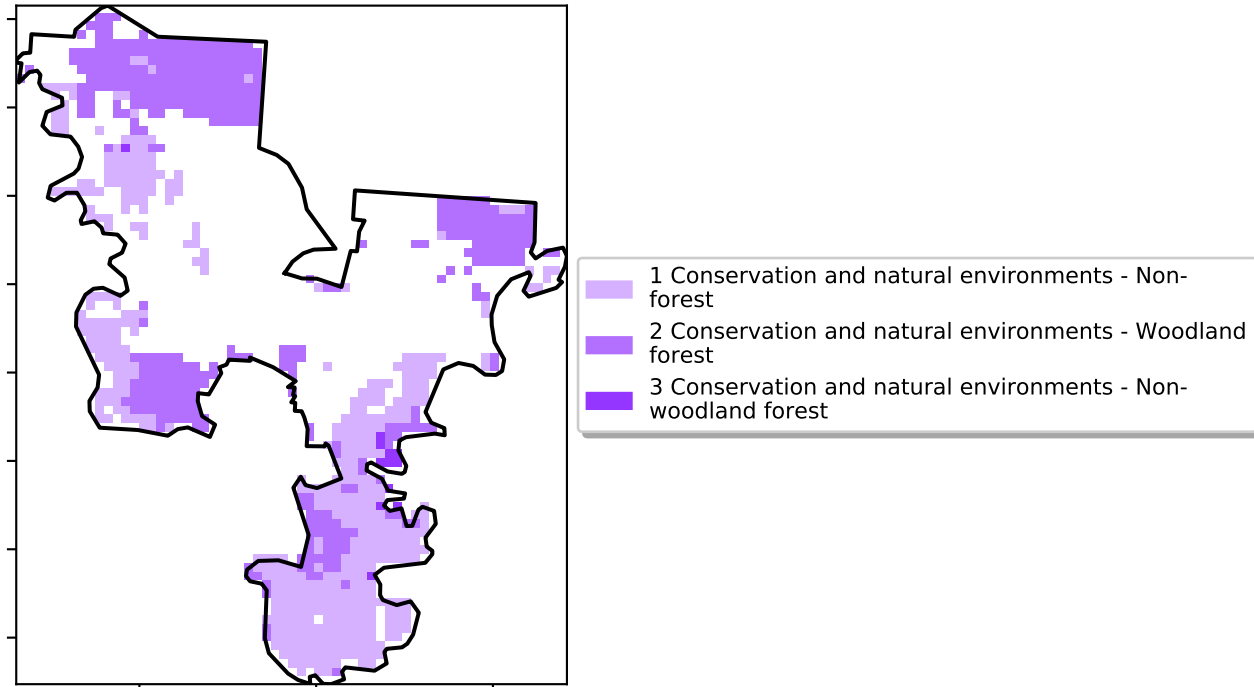 1 Conservation and natural environments - Non-
forest
2 Conservation and natural environments - Woodland
forest
3 Conservation and natural environments - Non-
woodland forest